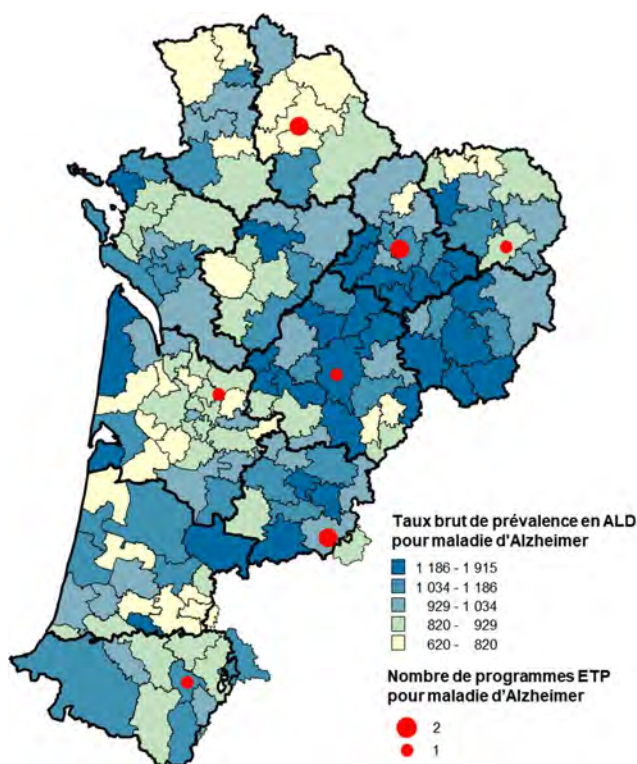 Taux brut de prévalence en ALD
pour maladie d'Alzheimer
1 186 - 1 915
1 034 - 1 186
929 - 1 034
820 - 929
620 - 820
Nombre de programmes ETP
pour maladie d'Alzheimer
2
1